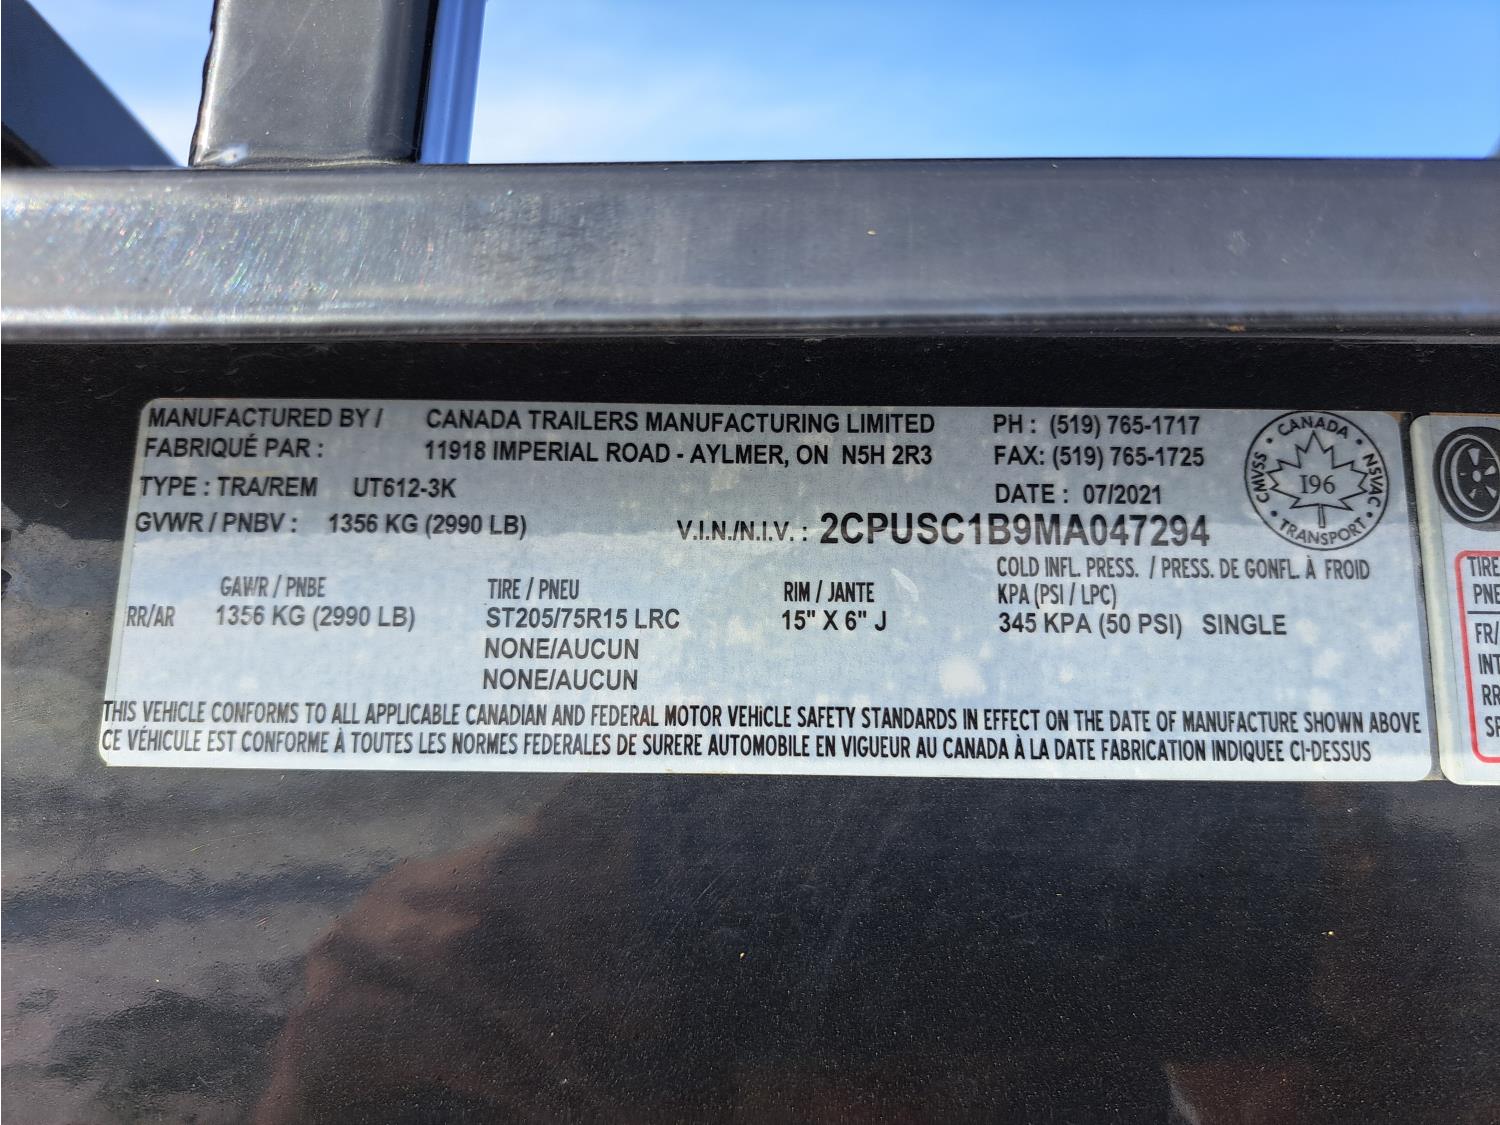 MANUFACTURED BY / CANADA TRAILERS MANUFACTURING LIMITED PH : (519) 765-1717
FABRIQUÉ PAR : 11918 IMPERIAL ROAD - AYLMER, ON N5H 2R3 FAX: (519) 765-1725
TYPE : TRA/REM UT612-3K DATE : 07/2021
GVWR / PNBV : 1356 KG (2990 LB) V.I.N./N.I.V. : 2CPUSC1B9MA047294
CANADA
CMVSS I96 NSVAC
TRANSPORT
GAWR / PNBE TIRE / PNEU RIM / JANTE COLD INFL. PRESS. / PRESS. DE GONFL. À FROID
KPA (PSI / LPC)
RR/AR 1356 KG (2990 LB) ST205/75R15 LRC 15" X 6" J 345 KPA (50 PSI) SINGLE
NONE/AUCUN
NONE/AUCUN
THIS VEHICLE CONFORMS TO ALL APPLICABLE CANADIAN AND FEDERAL MOTOR VEHiCLE SAFETY STANDARDS IN EFFECT ON THE DATE OF MANUFACTURE SHOWN ABOVE
CE VÉHICULE EST CONFORME À TOUTES LES NORMES FEDERALES DE SURERE AUTOMOBILE EN VIGUEUR AU CANADA À LA DATE FABRICATION INDIQUEE CI-DESSUS
TIRE
PNE
FR/
INT
RR